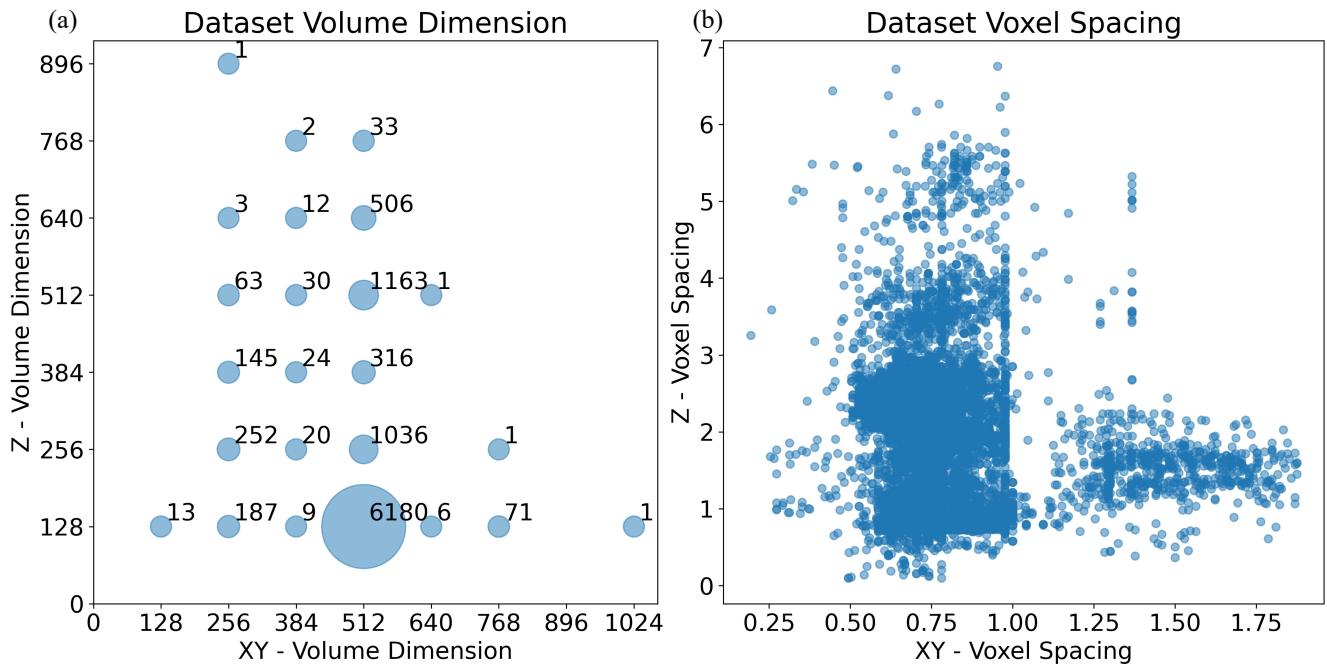 (a)
Dataset Volume Dimension
Z - Volume Dimension
896
768
640
512
384
256
128
0
1
2 33
3 12 506
63 30 1163 1
145 24 316
252 20 1036 1
13 187 9 6180 6 71 1
0 128 256 384 512 640 768 896 1024
XY - Volume Dimension
(b)
Dataset Voxel Spacing
Z - Voxel Spacing
7
6
5
4
3
2
1
0
0.25 0.50 0.75 1.00 1.25 1.50 1.75
XY - Voxel Spacing